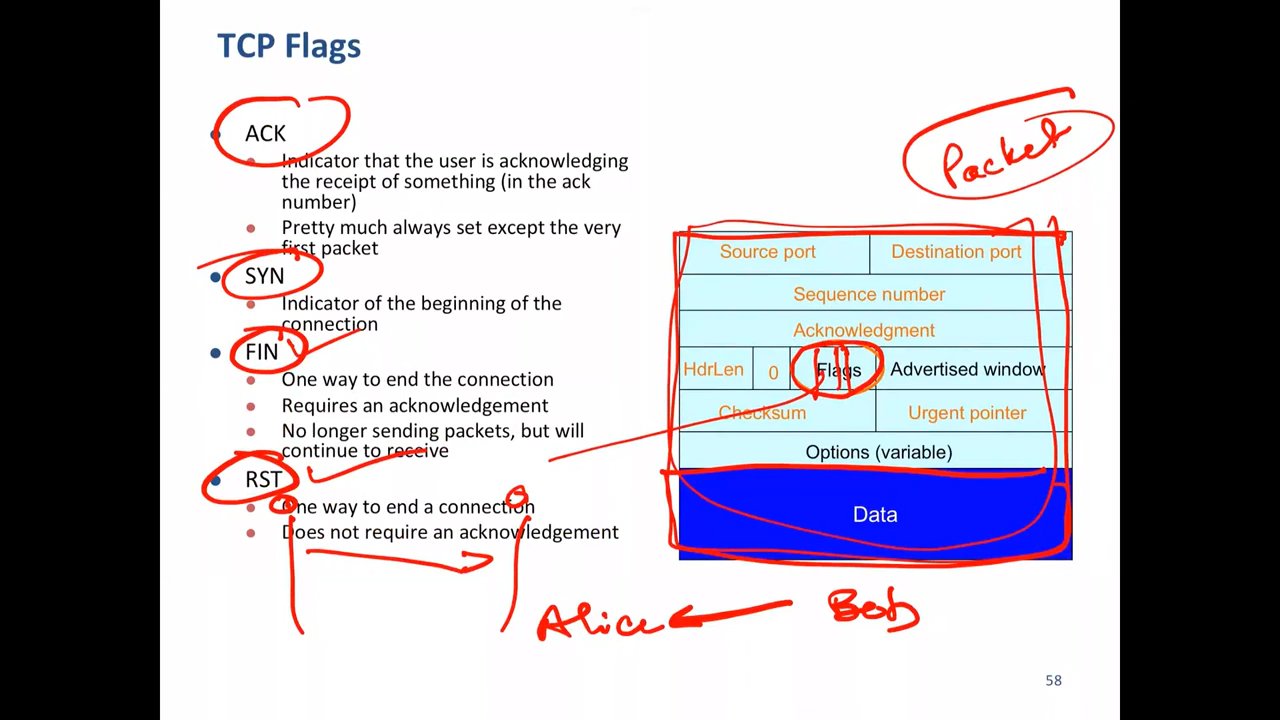 TCP Flags
ACK
Indicator that the user is acknowledging
the receipt of something (in the ack
number)
Pretty much always set except the very
first packet
SYN
Indicator of the beginning of the
connection
FIN
One way to end the connection
Requires an acknowledgement
No longer sending packets, but will
continue to receive
RST
One way to end a connection
Does not require an acknowledgement
Packet
Source port Destination port
Sequence number
Acknowledgment
HdrLen 0 Flags Advertised window
Checksum Urgent pointer
Options (variable)
Data
Alice Bob
58